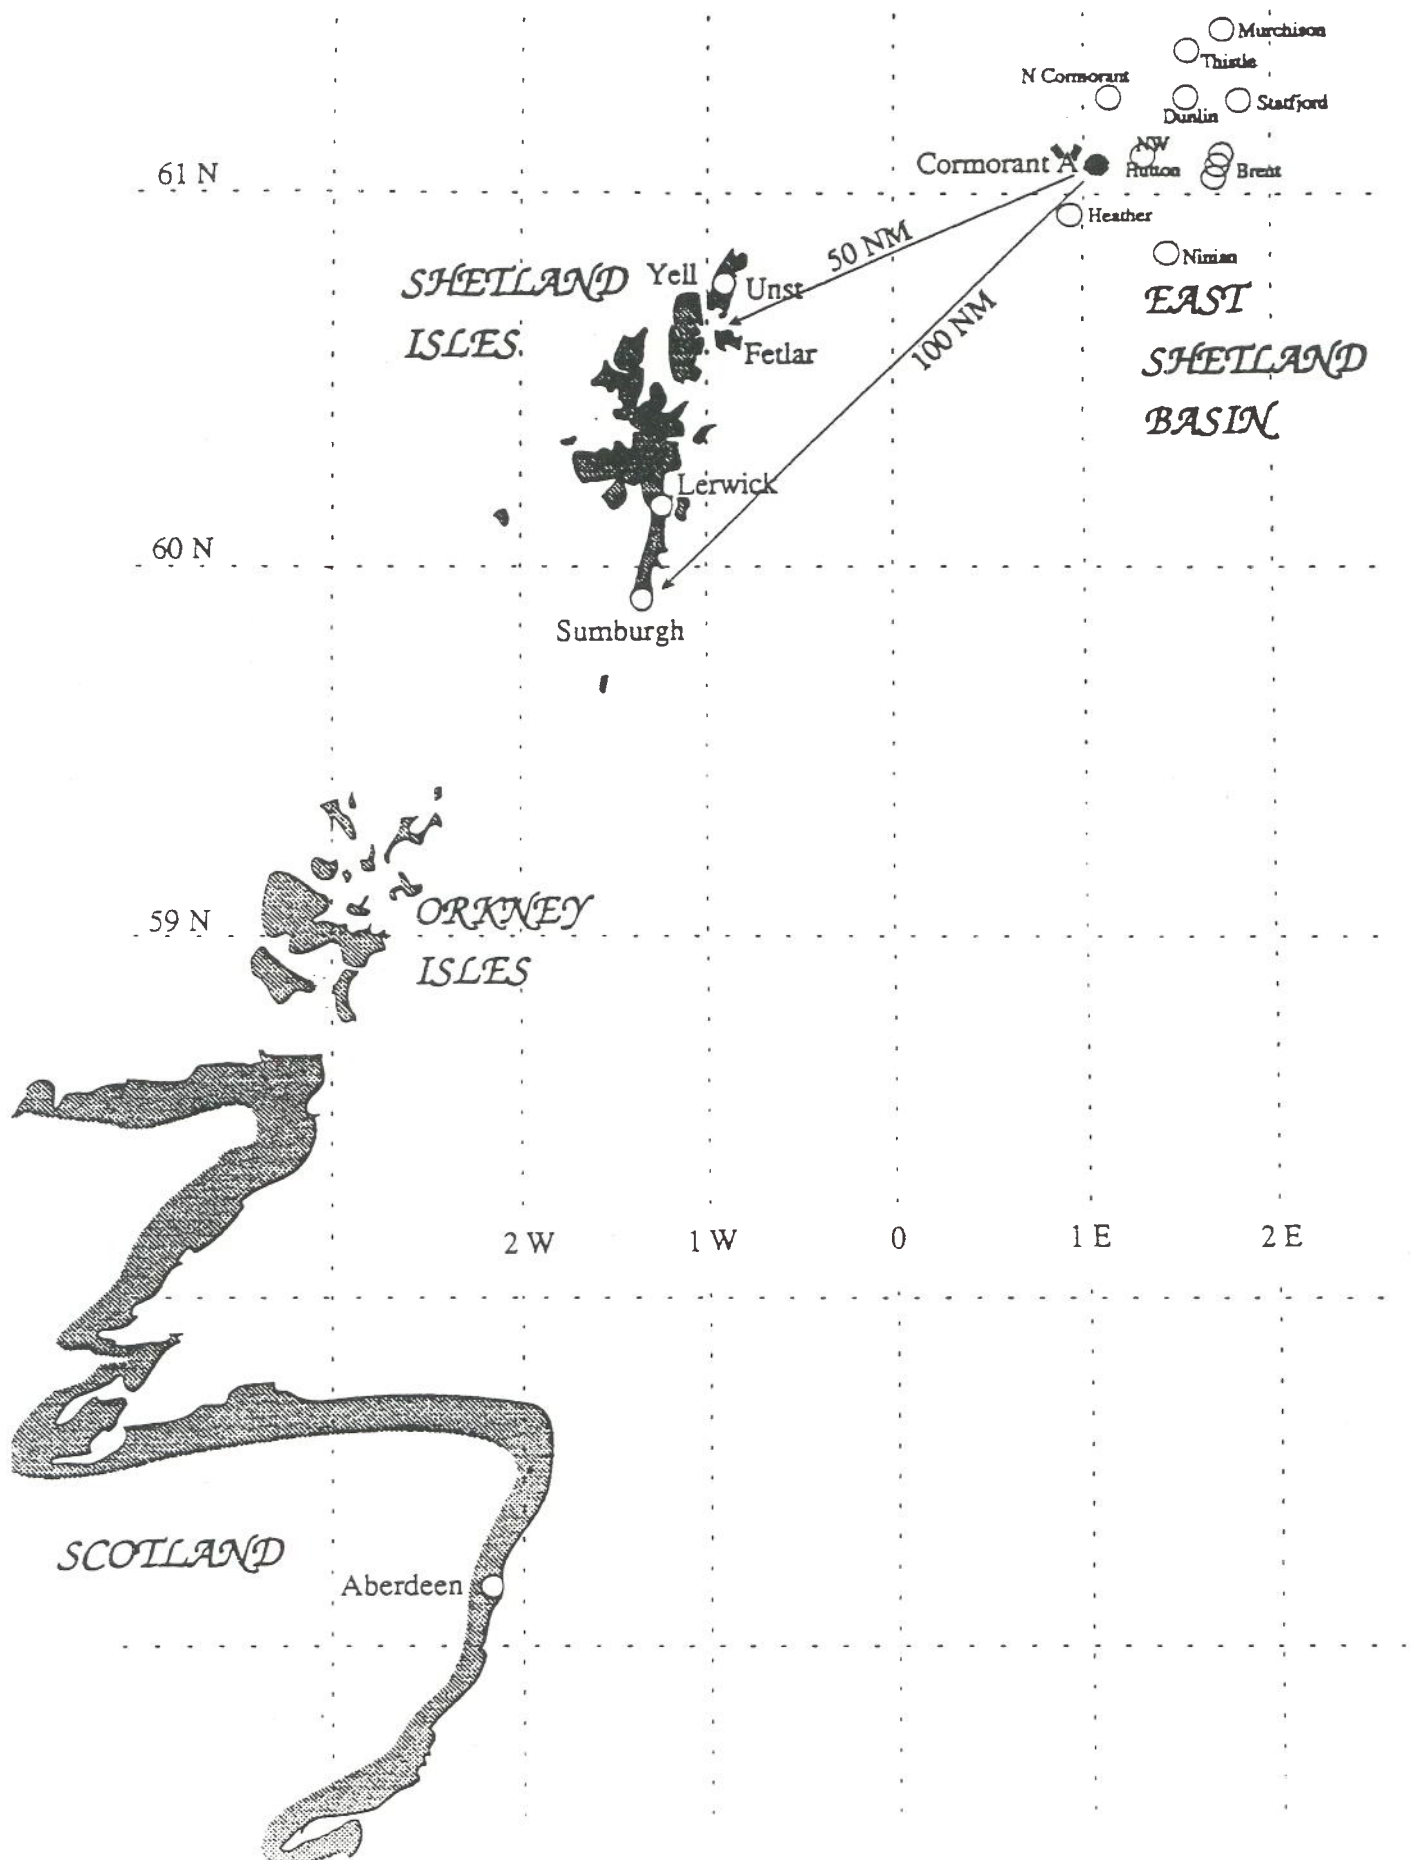 Murchison
Thistle
N Cormorant
Dunlin
Statfjord
61 N
Cormorant A
NW
Hutton
Brent
Heather
50 NM
Ninian
SHETLAND
ISLES
Yell
Unst
Fetlar
100 NM
EAST
SHETLAND
BASIN
Lerwick
60 N
Sumburgh
59 N
ORKNEY
ISLES
2 W
1 W
0
1 E
2 E
SCOTLAND
Aberdeen